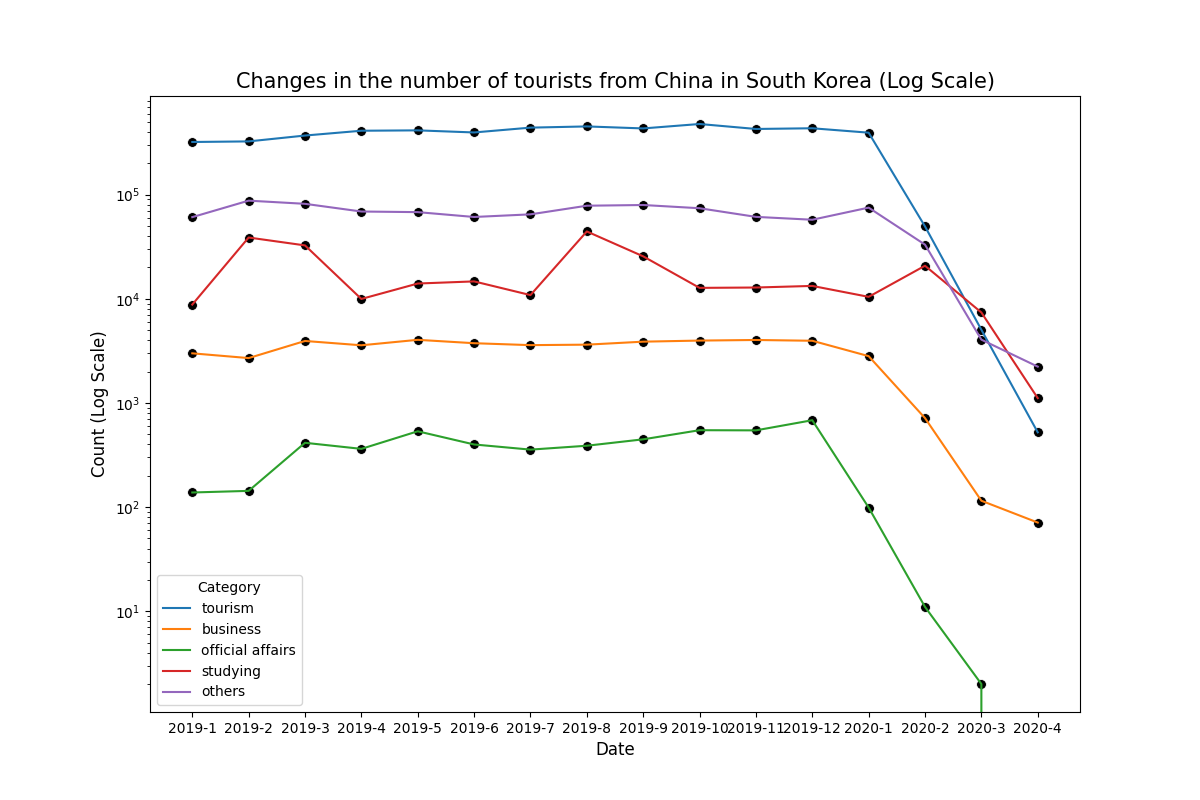 Changes in the number of tourists from China in South Korea (Log Scale)
Count (Log Scale)
10^5
10^4
10^3
10^2
10^1
Category
tourism
business
official affairs
studying
others
2019-1 2019-2 2019-3 2019-4 2019-5 2019-6 2019-7 2019-8 2019-9 2019-10 2019-11 2019-12 2020-1 2020-2 2020-3 2020-4
Date